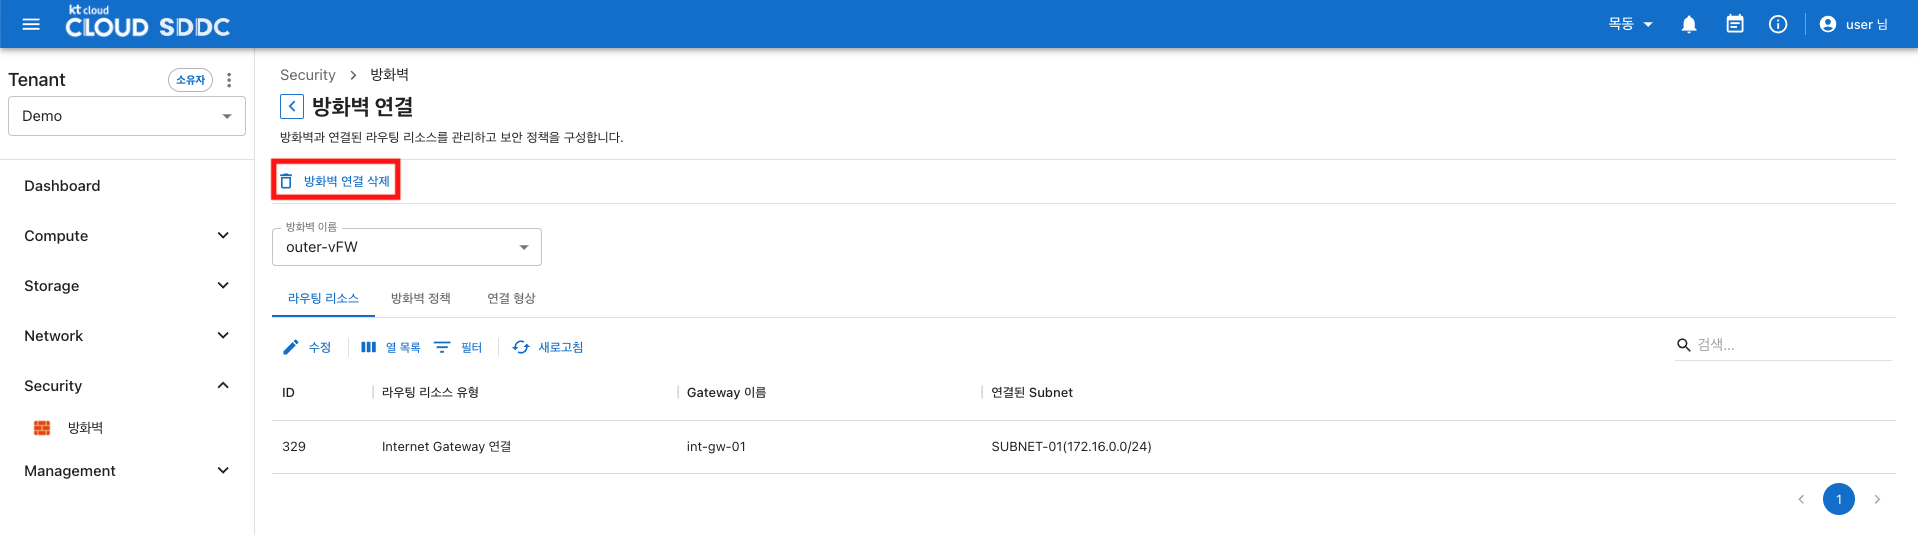 kt cloud
CLOUD SDDC
목동
user 님
Tenant
소유자
Demo
Dashboard
Compute
Storage
Network
Security
방화벽
Management
Security > 방화벽
방화벽 연결
방화벽과 연결된 라우팅 리소스를 관리하고 보안 정책을 구성합니다.
방화벽 연결 삭제
방화벽 이름
outer-vFW
라우팅 리소스 방화벽 정책 연결 형상
수정 열 목록 필터 새로고침
검색...
ID 라우팅 리소스 유형 Gateway 이름 연결된 Subnet
329 Internet Gateway 연결 int-gw-01 SUBNET-01(172.16.0.0/24)
1